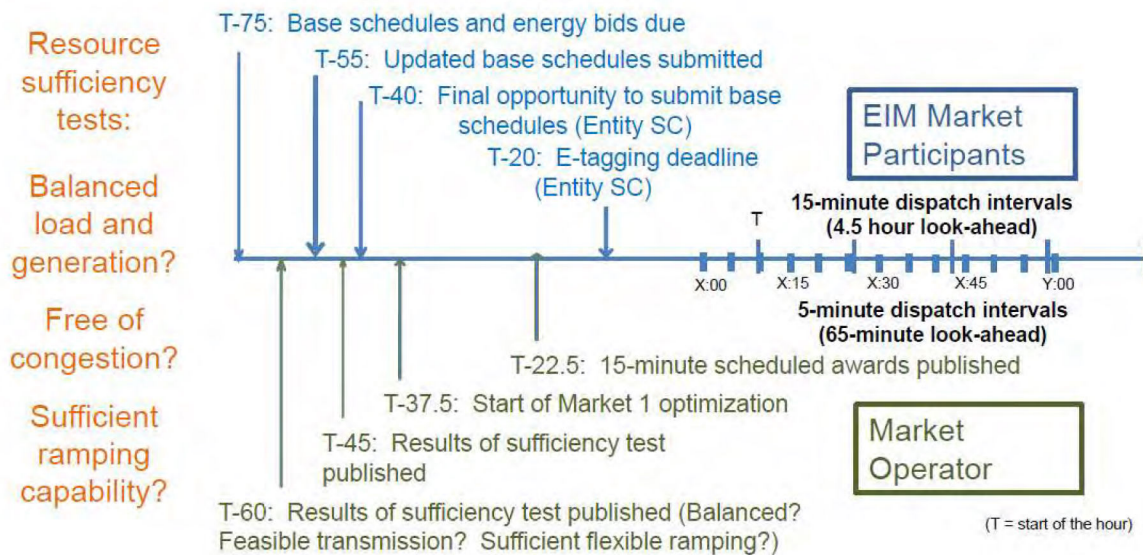 Resource
sufficiency
tests:
Balanced
load and
generation?
Free of
congestion?
Sufficient
ramping
capability?
T-75: Base schedules and energy bids due
T-55: Updated base schedules submitted
T-40: Final opportunity to submit base
schedules (Entity SC)
T-20: E-tagging deadline
(Entity SC)
EIM Market
Participants
15-minute dispatch intervals
(4.5 hour look-ahead)
T
X:00
X:15
X:30
X:45
Y:00
5-minute dispatch intervals
(65-minute look-ahead)
T-22.5: 15-minute scheduled awards published
T-37.5: Start of Market 1 optimization
T-45: Results of sufficiency test
published
T-60: Results of sufficiency test published (Balanced?
Feasible transmission? Sufficient flexible ramping?)
Market
Operator
(T = start of the hour)